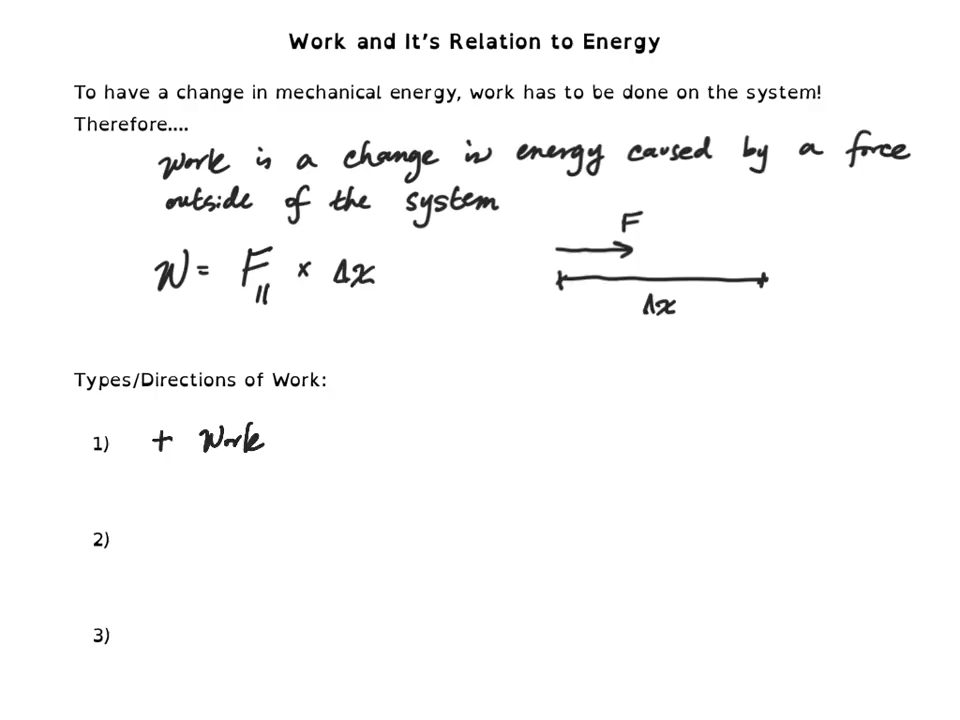 Work and It's Relation to Energy
To have a change in mechanical energy, work has to be done on the system!
Therefore....
work is a change in energy caused by a force
outside of the system
F
W = F|| × Δx
Δx
Types/Directions of Work:
1) + Work
2)
3)